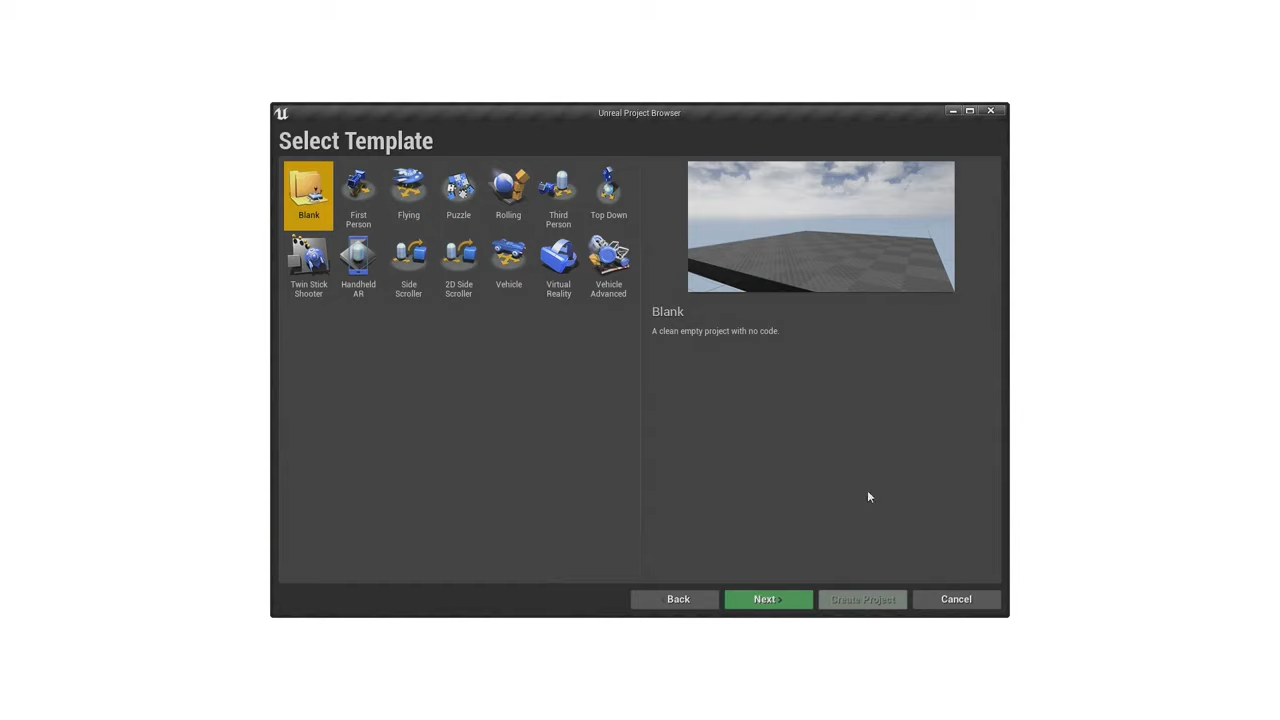 Unreal Project Browser
Select Template
Blank
First
Person
Flying
Puzzle
Rolling
Third
Person
Top Down
Twin Stick
Shooter
Handheld
AR
Side
Scroller
2D Side
Scroller
Vehicle
Virtual
Reality
Vehicle
Advanced
Blank
A clean empty project with no code.
Back
Next >
Create Project
Cancel